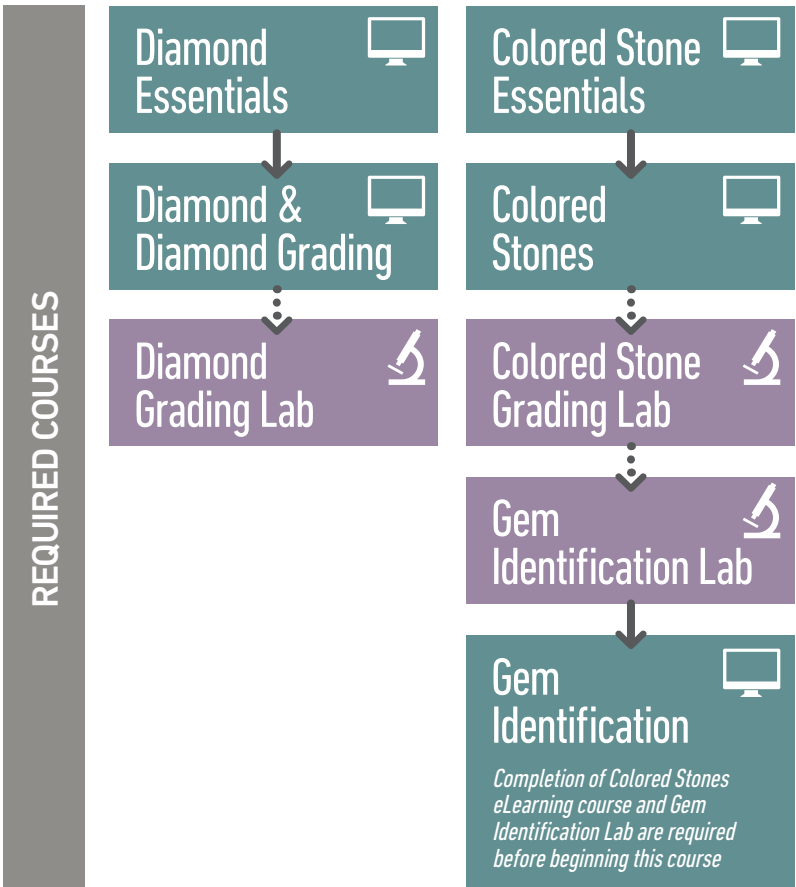 REQUIRED COURSES
Diamond
Essentials
Diamond &
Diamond Grading
Diamond
Grading Lab
Colored Stone
Essentials
Colored
Stones
Colored Stone
Grading Lab
Gem
Identification Lab
Gem
Identification
Completion of Colored Stones
eLearning course and Gem
Identification Lab are required
before beginning this course